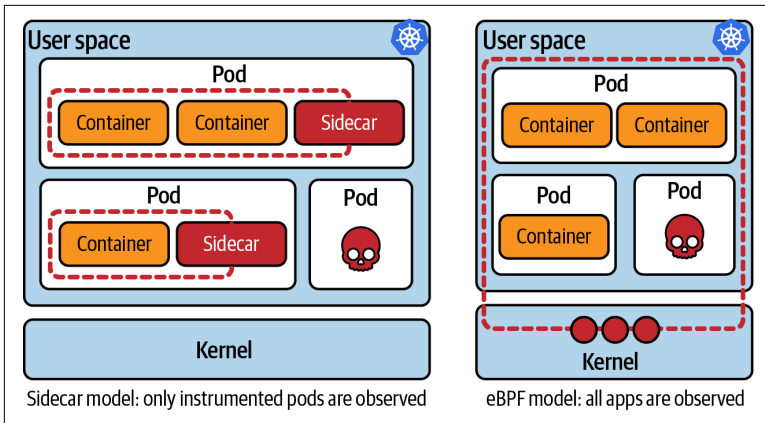 User space
Pod
Container
Container
Sidecar
Pod
Container
Sidecar
Pod
Kernel
Sidecar model: only instrumented pods are observed
User space
Pod
Container
Container
Pod
Container
Pod
Kernel
eBPF model: all apps are observed